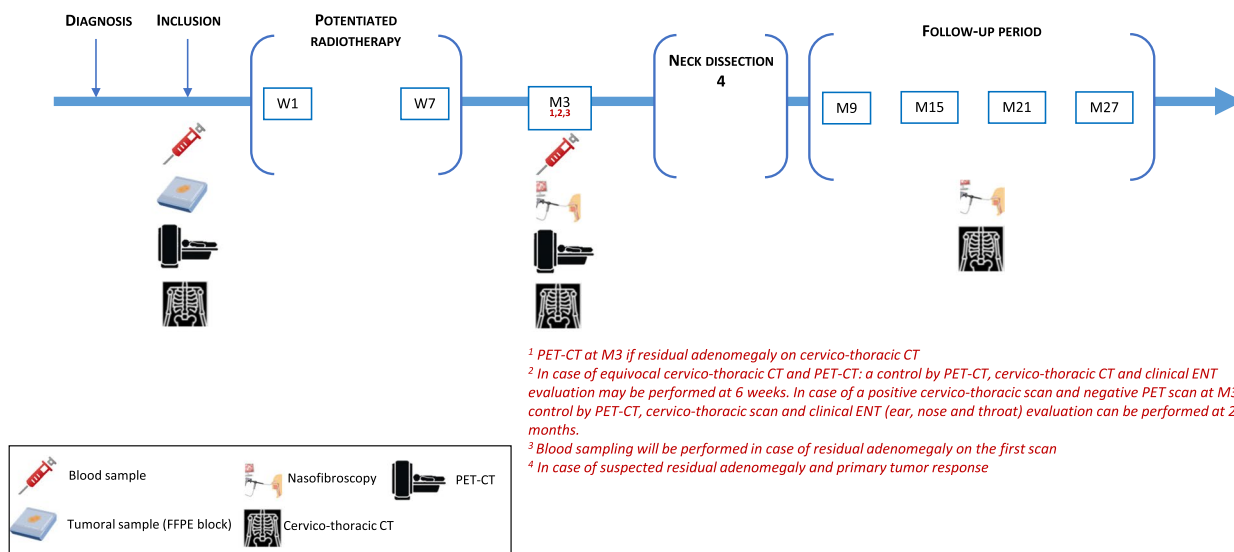 DIAGNOSIS
INCLUSION
POTENTIATED
RADIOTHERAPY
NECK DISSECTION
4
FOLLOW-UP PERIOD
W1
W7
M3
1,2,3
M9
M15
M21
M27
1 PET-CT at M3 if residual adenomegaly on cervico-thoracic CT
2 In case of equivocal cervico-thoracic CT and PET-CT: a control by PET-CT, cervico-thoracic CT and clinical ENT
evaluation may be performed at 6 weeks. In case of a positive cervico-thoracic scan and negative PET scan at M3
control by PET-CT, cervico-thoracic scan and clinical ENT (ear, nose and throat) evaluation can be performed at 2
months.
3 Blood sampling will be performed in case of residual adenomegaly on the first scan
4 In case of suspected residual adenomegaly and primary tumor response
Blood sample
Nasofibroscopy
PET-CT
Tumoral sample (FFPE block)
Cervico-thoracic CT